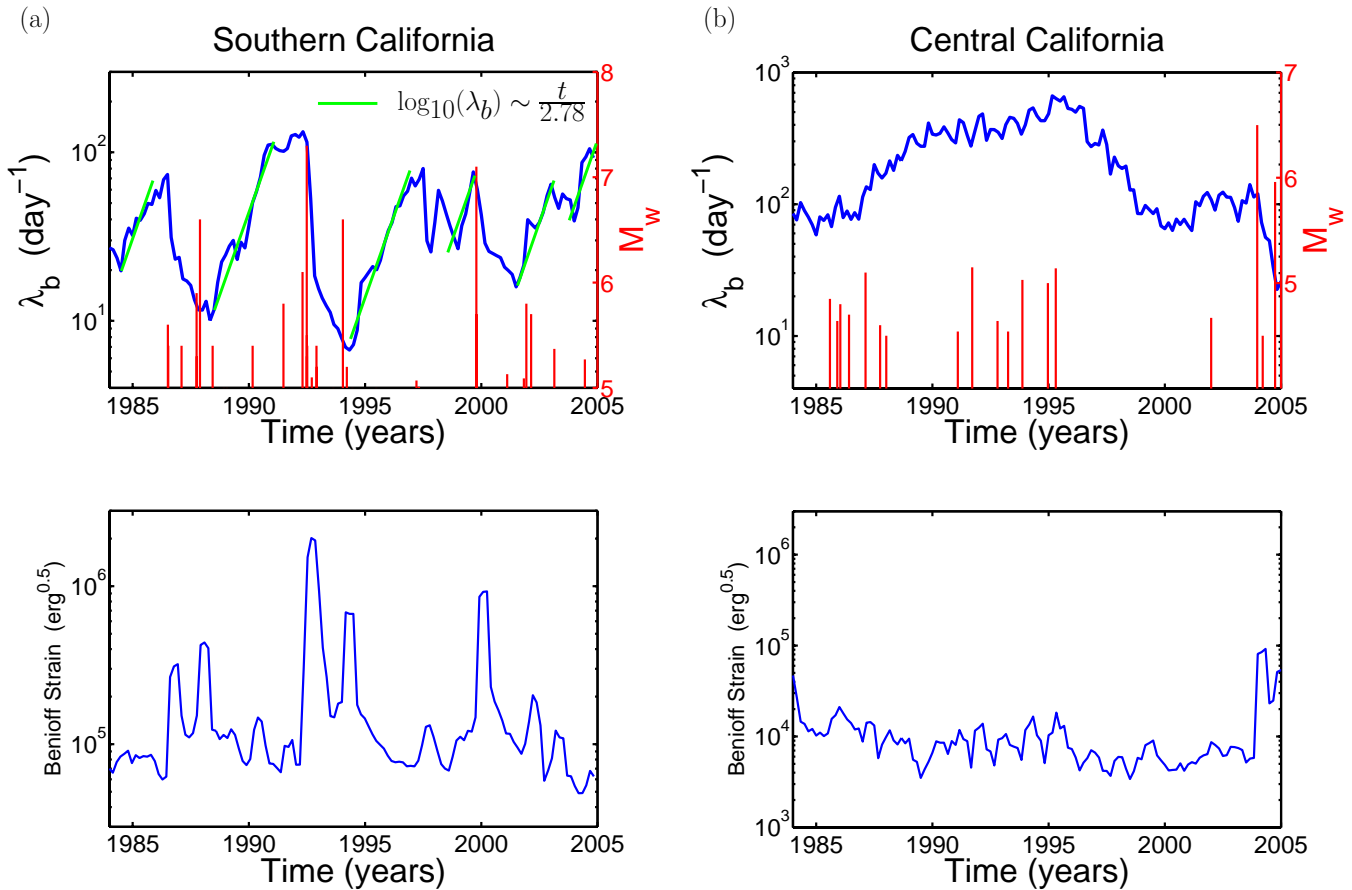 (a)
Southern California
log10(λb) ∼ t/2.78
λb (day−1)
10^2
10^1
8
7
6
5
Mw
1985 1990 1995 2000 2005
Time (years)
(b)
Central California
λb (day−1)
10^3
10^2
10^1
7
6
5
Mw
1985 1990 1995 2000 2005
Time (years)
Benioff Strain (erg^0.5)
10^6
10^5
1985 1990 1995 2000 2005
Time (years)
Benioff Strain (erg^0.5)
10^6
10^5
10^4
10^3
1985 1990 1995 2000 2005
Time (years)